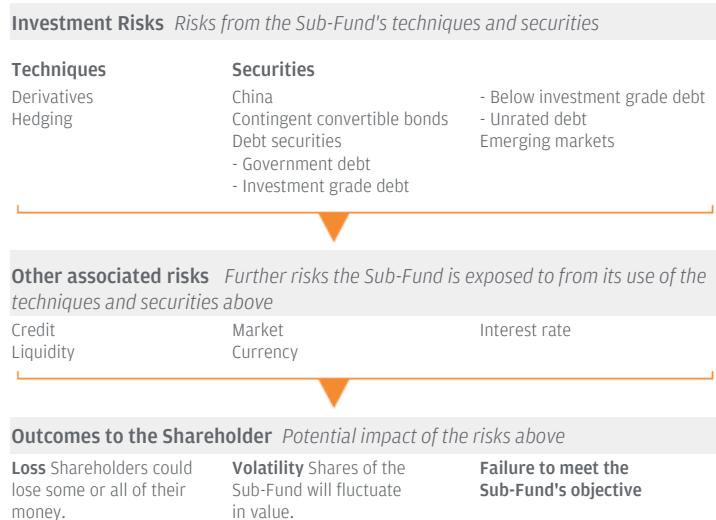 Investment Risks Risks from the Sub-Fund's techniques and securities
Techniques
Derivatives
Hedging
Securities
China
Contingent convertible bonds
Debt securities
- Government debt
- Investment grade debt
- Below investment grade debt
- Unrated debt
Emerging markets
Other associated risks Further risks the Sub-Fund is exposed to from its use of the
techniques and securities above
Credit
Liquidity
Market
Currency
Interest rate
Outcomes to the Shareholder Potential impact of the risks above
Loss Shareholders could
lose some or all of their
money.
Volatility Shares of the
Sub-Fund will fluctuate
in value.
Failure to meet the
Sub-Fund's objective